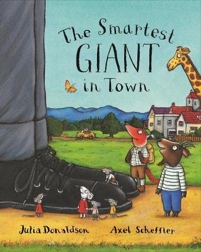 The Smartest
GIANT
in Town
Julia Donaldson Axel Scheffler